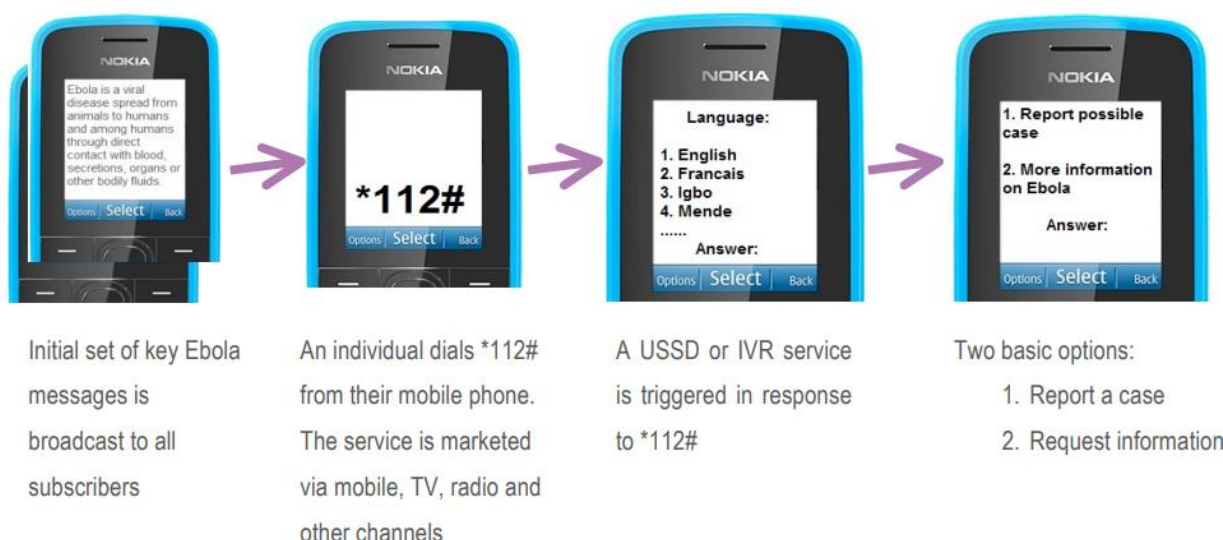 NOKIA
Ebola is a viral
disease spread from
animals to humans
and among humans
through direct
contact with blood,
secretions, organs or
other bodily fluids.
Options Select Back
NOKIA
*112#
Options Select Back
NOKIA
Language:
1. English
2. Francais
3. Igbo
4. Mende
......
Answer:
Options Select Back
NOKIA
1. Report possible
case
2. More information
on Ebola
Answer:
Options Select Back
Initial set of key Ebola
messages is
broadcast to all
subscribers
An individual dials *112#
from their mobile phone.
The service is marketed
via mobile, TV, radio and
other channels
A USSD or IVR service
is triggered in response
to *112#
Two basic options:
1. Report a case
2. Request information